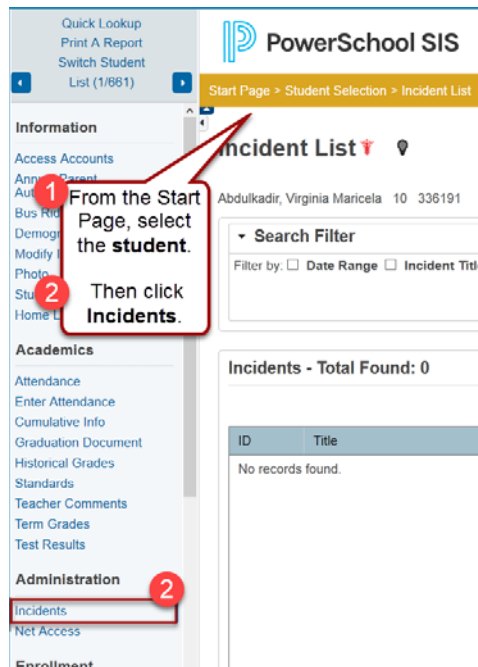 Quick Lookup
Print A Report
Switch Student
List (1/661)
PowerSchool SIS
Start Page > Student Selection > Incident List
Information
Access Accounts
Parent
Bus
Modify
Photo
Home
Academics
Attendance
Enter Attendance
Cumulative Info
Graduation Document
Historical Grades
Standards
Teacher Comments
Term Grades
Test Results
Administration
2
Incidents
Net Access
Enrollment
1
From the Start
Page, select
the student.
2
Then click
Incidents.
Incident List
Abdulkadir, Virginia Maricela 10 336191
Search Filter
Filter by: Date Range Incident
Incidents - Total Found: 0
ID Title
No records found.